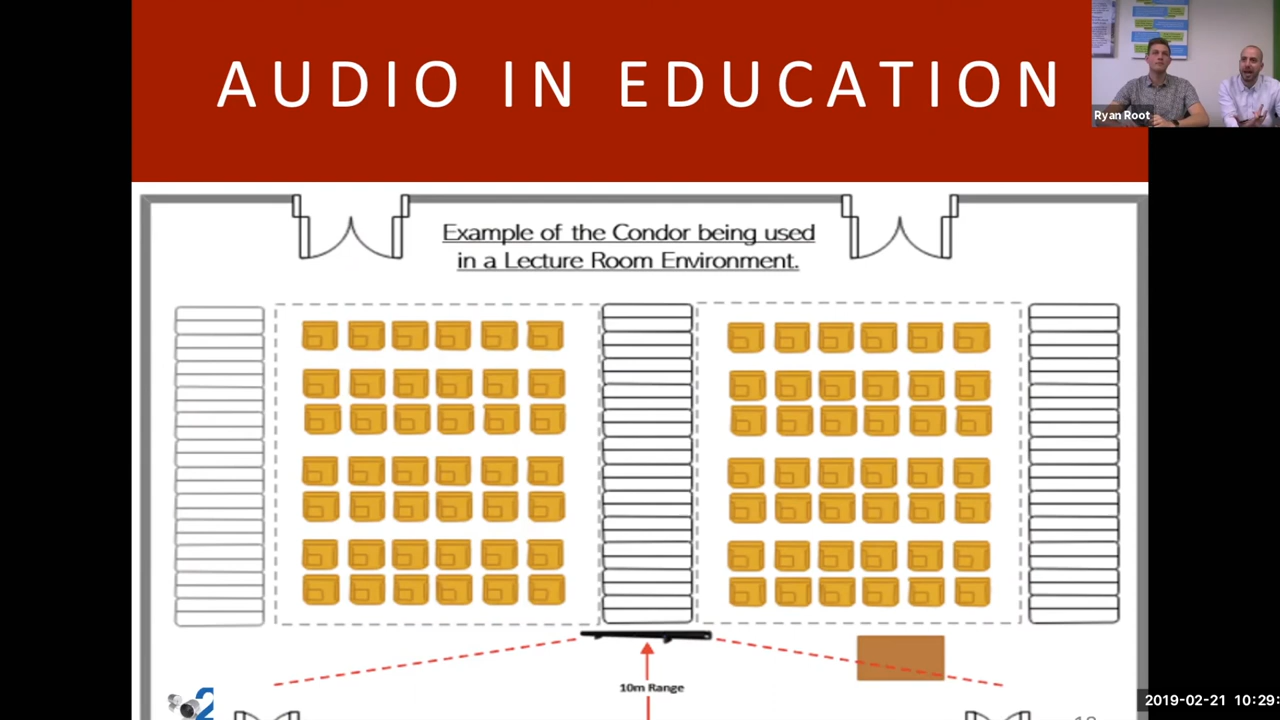 AUDIO IN EDUCATION
Ryan Root
Example of the Condor being used
in a Lecture Room Environment.
10m Range
2
2019-02-21 10:29: